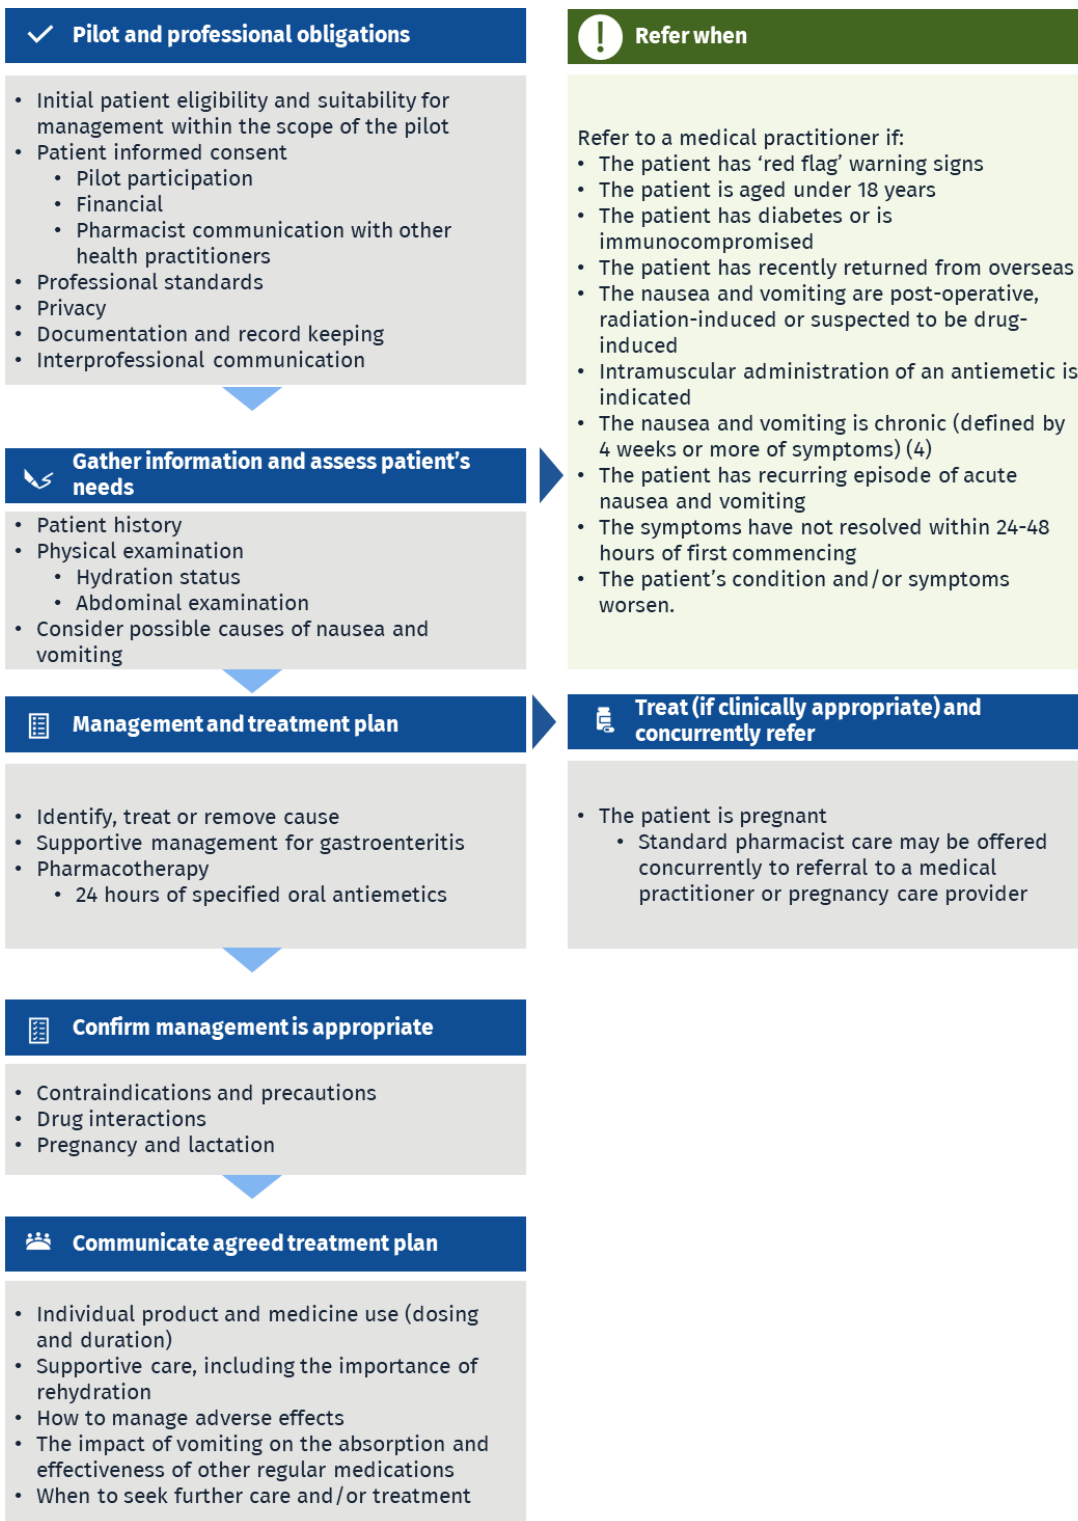 Pilot and professional obligations
• Initial patient eligibility and suitability for
management within the scope of the pilot
• Patient informed consent
• Pilot participation
• Financial
• Pharmacist communication with other
health practitioners
• Professional standards
• Privacy
• Documentation and record keeping
• Interprofessional communication
Gather information and assess patient's
needs
• Patient history
• Physical examination
• Hydration status
• Abdominal examination
• Consider possible causes of nausea and
vomiting
Refer when
Refer to a medical practitioner if:
• The patient has ‘red flag’ warning signs
• The patient is aged under 18 years
• The patient has diabetes or is
immunocompromised
• The patient has recently returned from overseas
• The nausea and vomiting are post-operative,
radiation-induced or suspected to be drug-
induced
• Intramuscular administration of an antiemetic is
indicated
• The nausea and vomiting is chronic (defined by
4 weeks or more of symptoms) (4)
• The patient has recurring episode of acute
nausea and vomiting
• The symptoms have not resolved within 24-48
hours of first commencing
• The patient's condition and/or symptoms
worsen.
Management and treatment plan
• Identify, treat or remove cause
• Supportive management for gastroenteritis
• Pharmacotherapy
• 24 hours of specified oral antiemetics
Treat (if clinically appropriate) and
concurrently refer
• The patient is pregnant
• Standard pharmacist care may be offered
concurrently to referral to a medical
practitioner or pregnancy care provider
Confirm management is appropriate
• Contraindications and precautions
• Drug interactions
• Pregnancy and lactation
Communicate agreed treatment plan
• Individual product and medicine use (dosing
and duration)
• Supportive care, including the importance of
rehydration
• How to manage adverse effects
• The impact of vomiting on the absorption and
effectiveness of other regular medications
• When to seek further care and/or treatment